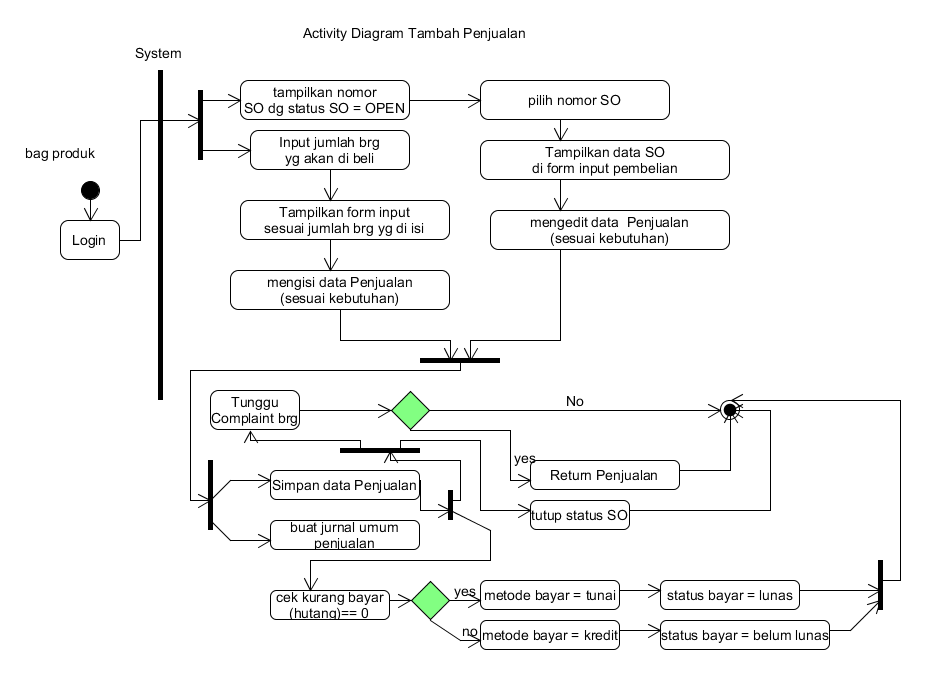 Activity Diagram Tambah Penjualan
System
bag produk
Login
tampilkan nomor
SO dg status SO = OPEN
pilih nomor SO
Input jumlah brg
yg akan di beli
Tampilkan data SO
di form input pembelian
Tampilkan form input
sesuai jumlah brg yg di isi
mengedit data  Penjualan
(sesuai kebutuhan)
mengisi data Penjualan
(sesuai kebutuhan)
Tunggu
Complaint brg
No
yes
Return Penjualan
Simpan data Penjualan
tutup status SO
buat jurnal umum
penjualan
cek kurang bayar
(hutang)== 0
yes
metode bayar = tunai
status bayar = lunas
no
metode bayar = kredit
status bayar = belum lunas